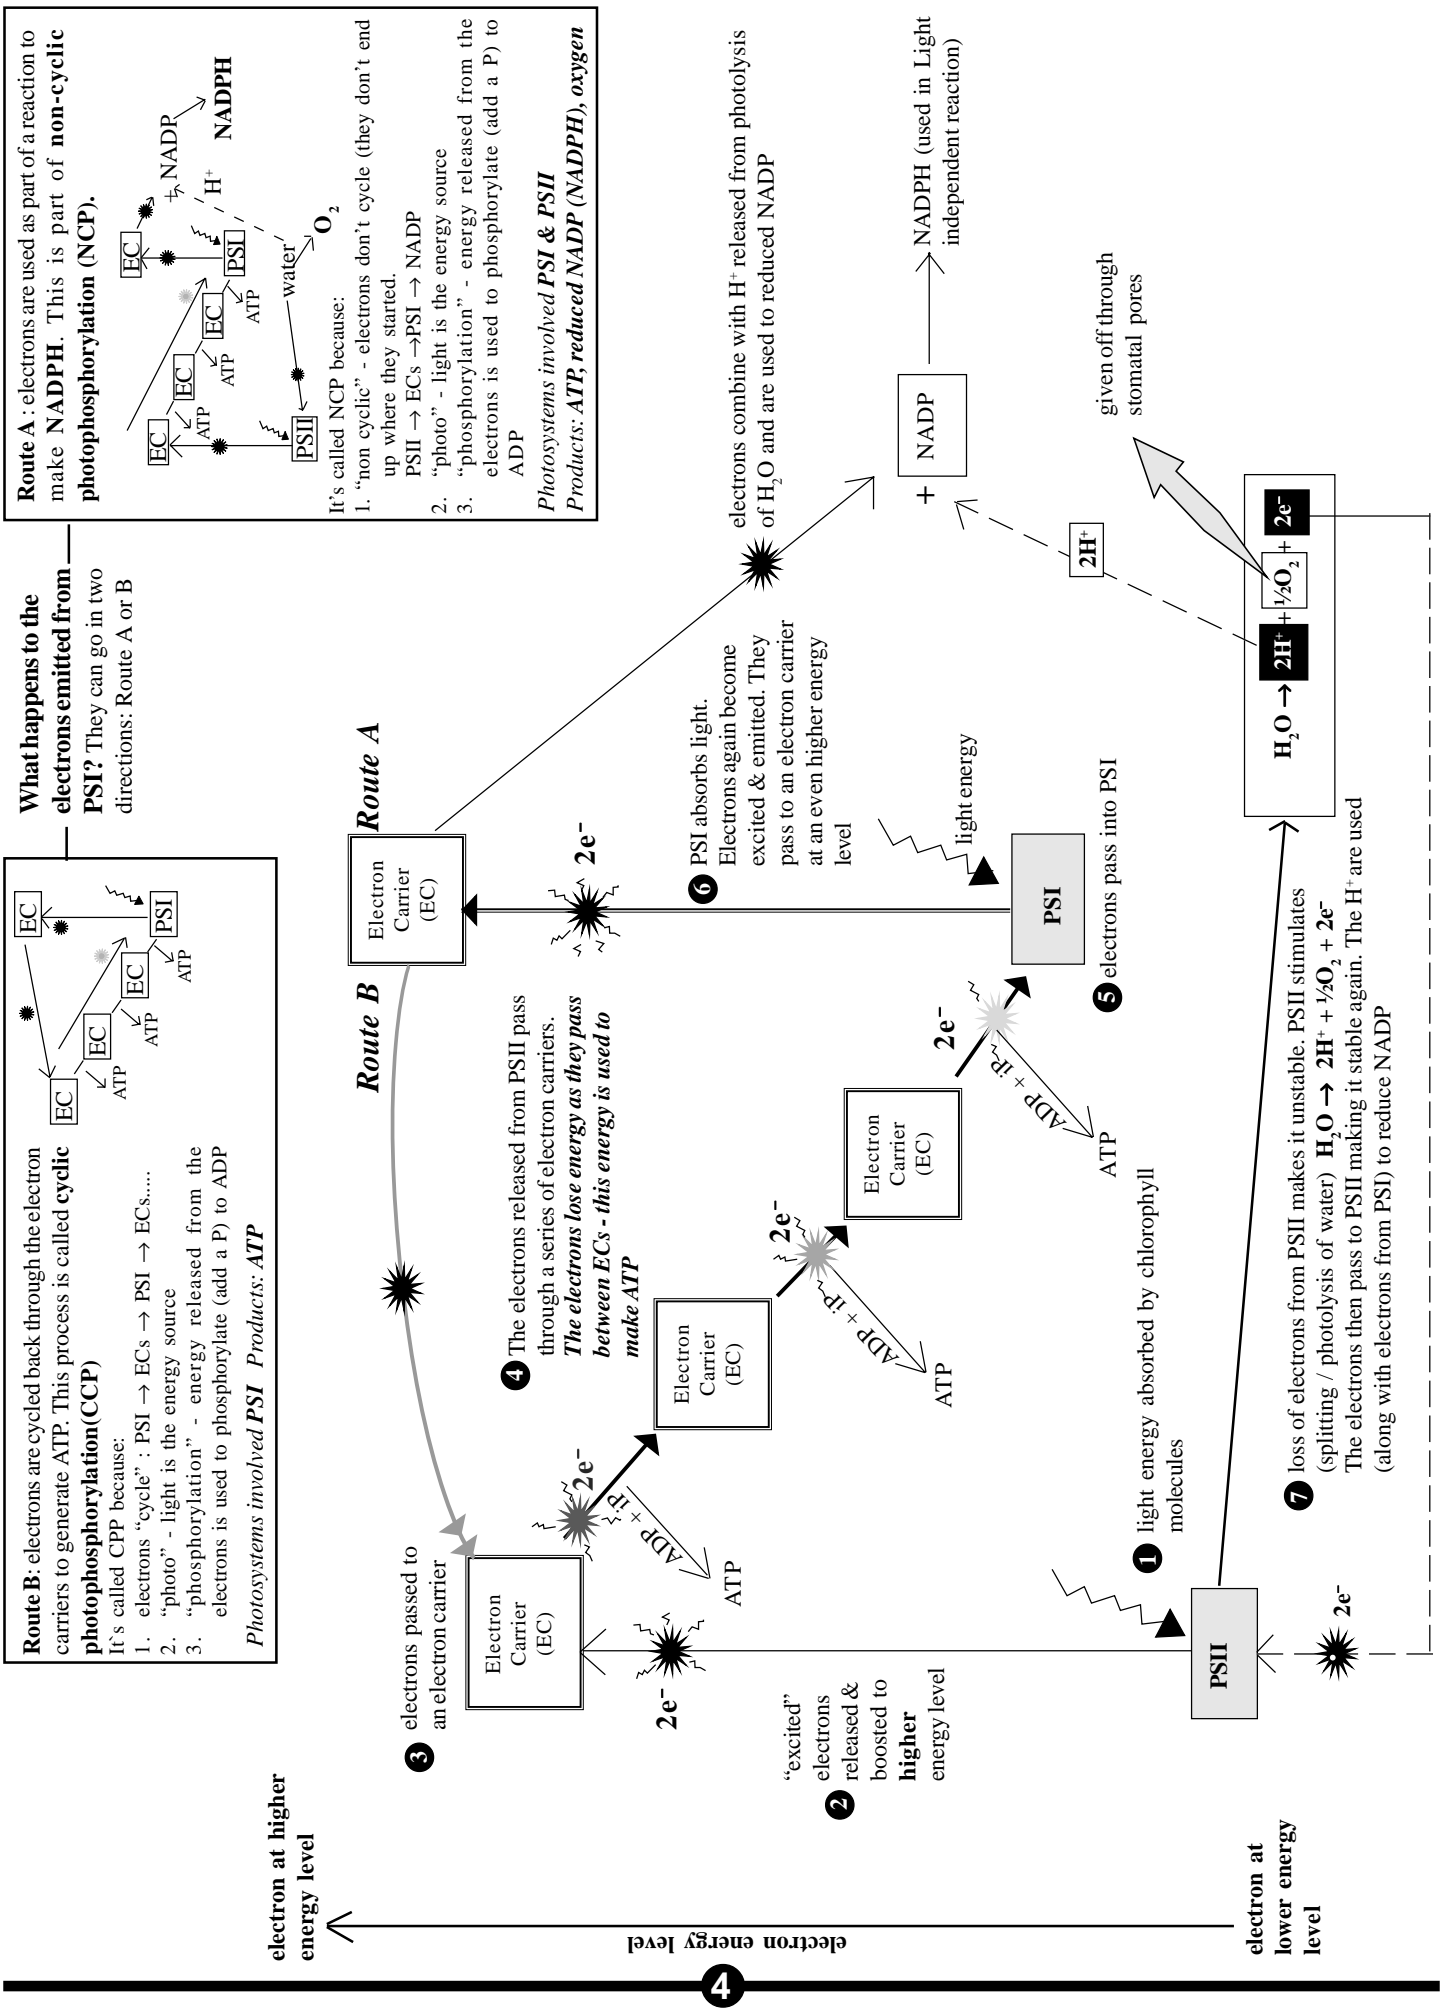 Route B: electrons are cycled back through the electron
carriers to generate ATP. This process is called cyclic
photophosphorylation(CCP)
It`s called CPP because:
1. electrons “cycle” : PSI → ECs → PSI → ECs.....
2. “photo” - light is the energy source
3. “phosphorylation” - energy released from the
electrons is used to phosphorylate (add a P) to ADP
Photosystems involved PSI Products: ATP
EC
EC
EC
EC
PSI
ATP
ATP
ATP
What happens to the
electrons emitted from
PSI? They can go in two
directions: Route A or B
Route A : electrons are used as part of a reaction to
make NADPH. This is part of non-cyclic
photophosphorylation (NCP).
EC
EC
EC
EC
PSI
PSII
ATP
ATP
ATP
water
O2
+ NADP
H+
NADPH
It's called NCP because:
1. “non cyclic” - electrons don’t cycle (they don’t end
up where they started.
PSII → ECs →PSI → NADP
2. “photo” - light is the energy source
3. “phosphorylation” - energy released from the
electrons is used to phosphorylate (add a P) to
ADP
Photosystems involved PSI & PSII
Products: ATP, reduced NADP (NADPH), oxygen
electron at higher
energy level
electron energy level
electron at
lower energy
level
3 electrons passed to
an electron carrier
Electron
Carrier
(EC)
2e−
2 “excited”
electrons
released &
boosted to
higher
energy level
PSII
1 light energy absorbed by chlorophyll
molecules
2e−
ADP + iP
ATP
Electron
Carrier
(EC)
4 The electrons released from PSII pass
through a series of electron carriers.
The electrons lose energy as they pass
between ECs - this energy is used to
make ATP
2e−
ADP + iP
ATP
Electron
Carrier
(EC)
2e−
ADP + iP
ATP
5 electrons pass into PSI
PSI
light energy
6 PSI absorbs light.
Electrons again become
excited & emitted. They
pass to an electron carrier
at an even higher energy
level
2e−
Electron
Carrier
(EC)
Route B
Route A
electrons combine with H+ released from photolysis
of H2O and are used to reduced NADP
+
NADP
NADPH (used in Light
independent reaction)
2H+
given off through
stomatal pores
H2O → 2H+ + ½O2 + 2e−
7 loss of electrons from PSII makes it unstable. PSII stimulates
(splitting / photolysis of water) H2O → 2H+ + ½O2 + 2e−
The electrons then pass to PSII making it stable again. The H+ are used
(along with electrons from PSI) to reduce NADP
2e−
4